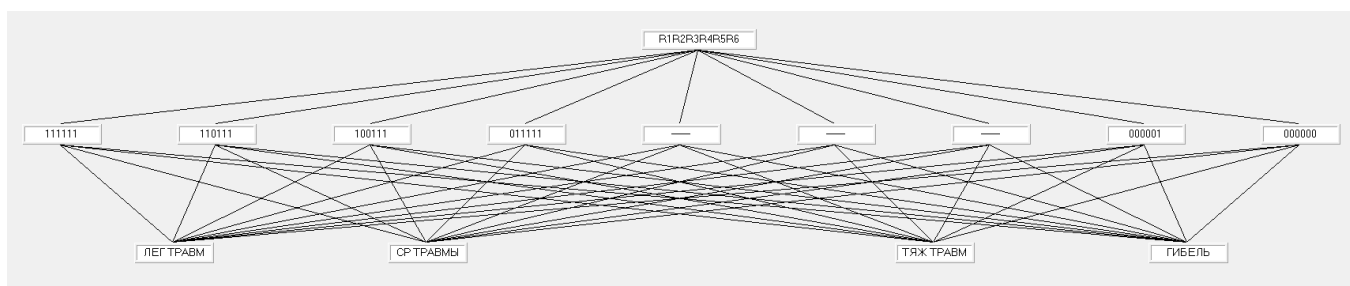 R1R2R3R4R5R6
111111 110111 100111 011111 — — — 000001 000000
ЛЕГ ТРАВМ СР ТРАВМЫ ТЯЖ ТРАВМ ГИБЕЛЬ